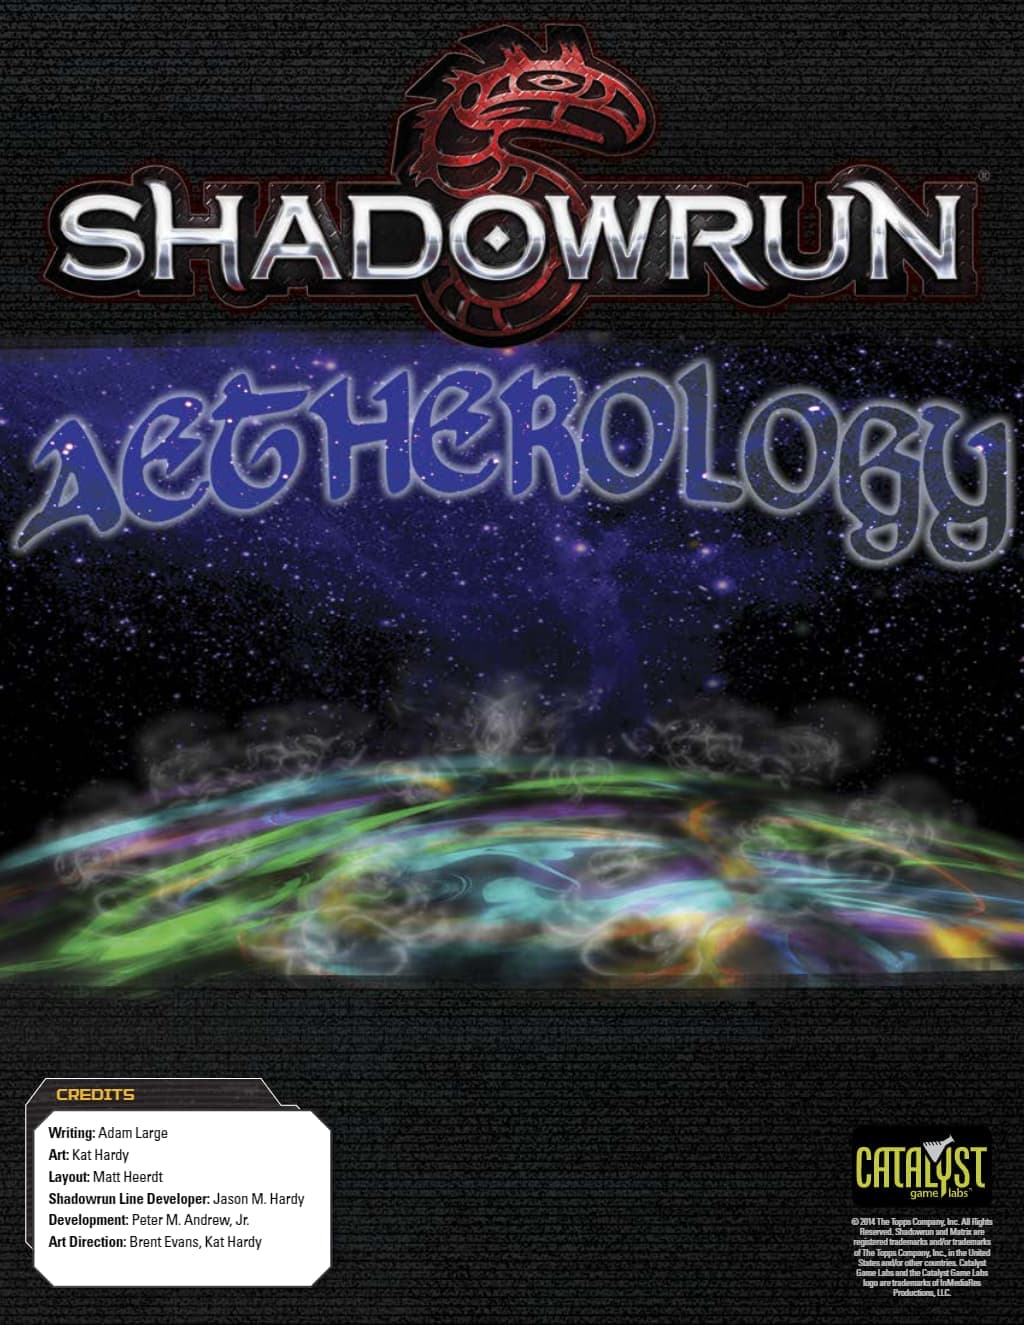 SHADOWRUN®
AETHEROLOGY
CREDITS
Writing: Adam Large
Art: Kat Hardy
Layout: Matt Heerdt
Shadowrun Line Developer: Jason M. Hardy
Development: Peter M. Andrew, Jr.
Art Direction: Brent Evans, Kat Hardy
CATALYST
game labs™
© 2014 The Topps Company, Inc. All Rights
Reserved. Shadowrun and Matrix are
registered trademarks and/or trademarks
of The Topps Company, Inc., in the United
States and/or other countries. Catalyst
Game Labs and the Catalyst Game Labs
logo are trademarks of InMediaRes
Productions, LLC.